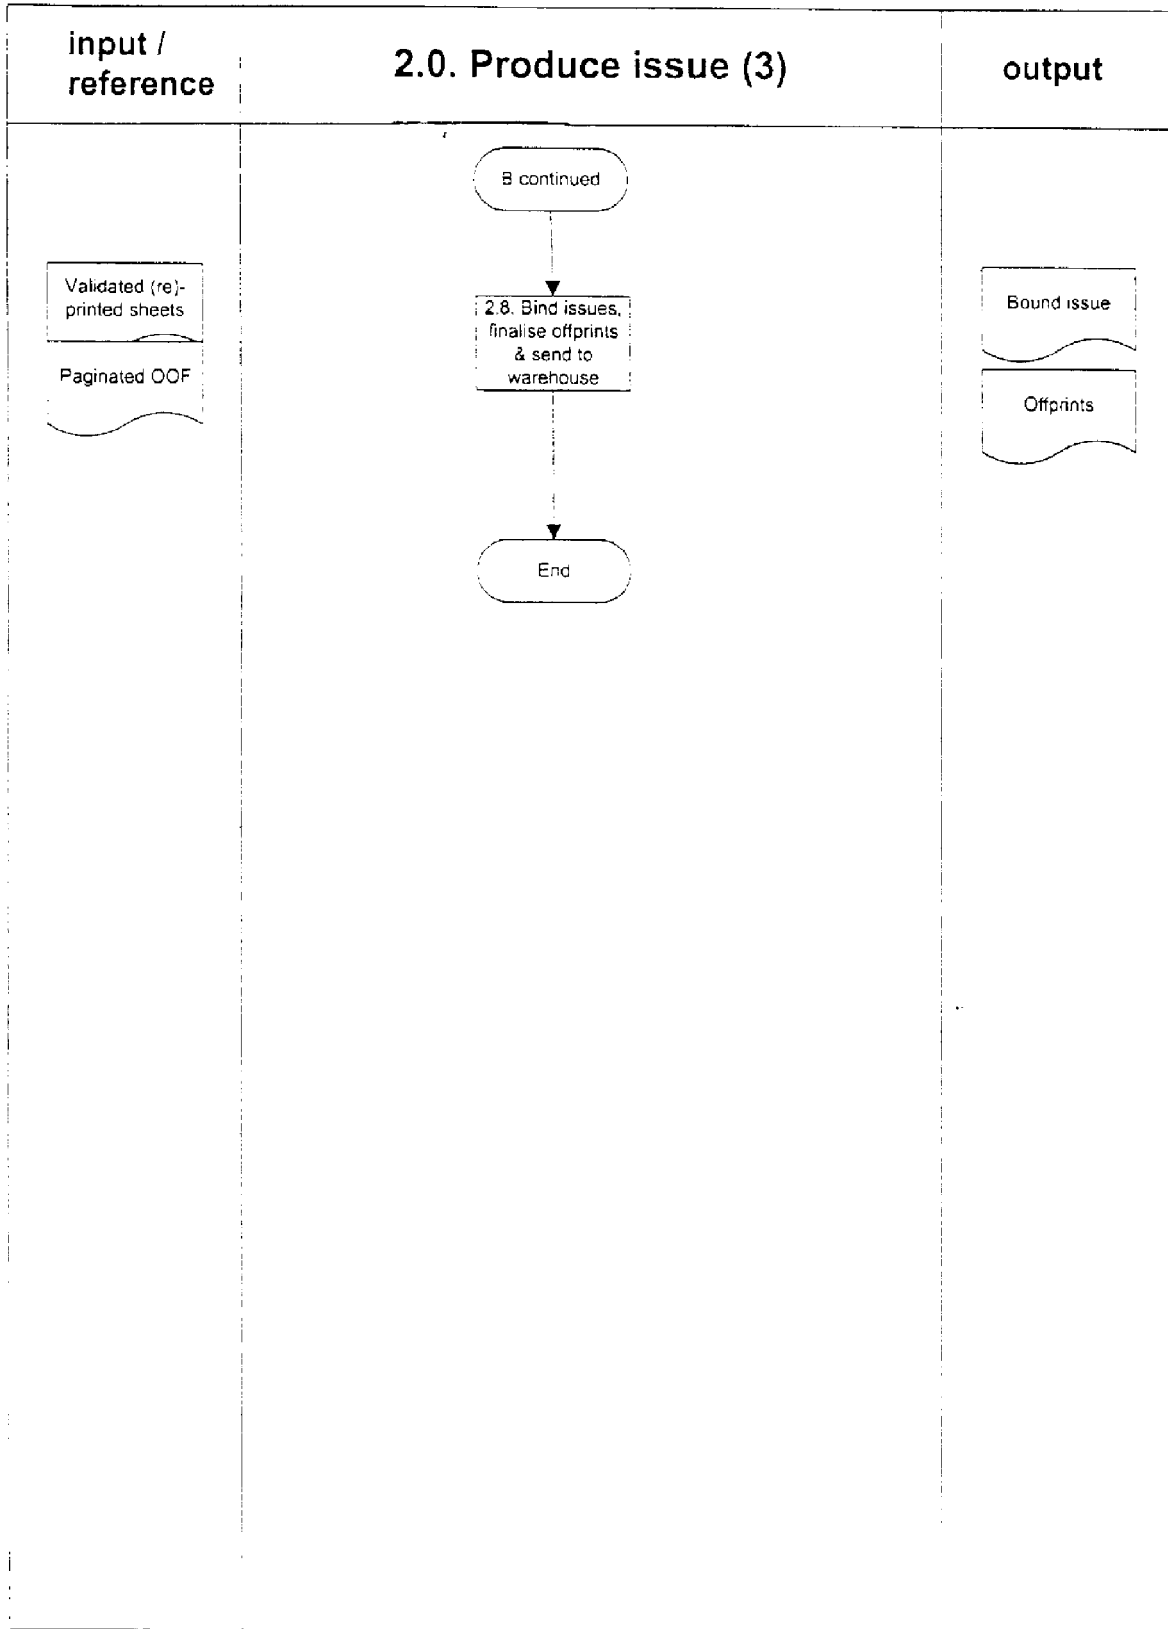 input /
reference
2.0. Produce issue (3)
output
B continued
Validated (re)-
printed sheets
Paginated OOF
2.8. Bind issues,
finalise offprints
& send to
warehouse
Bound issue
Offprints
End